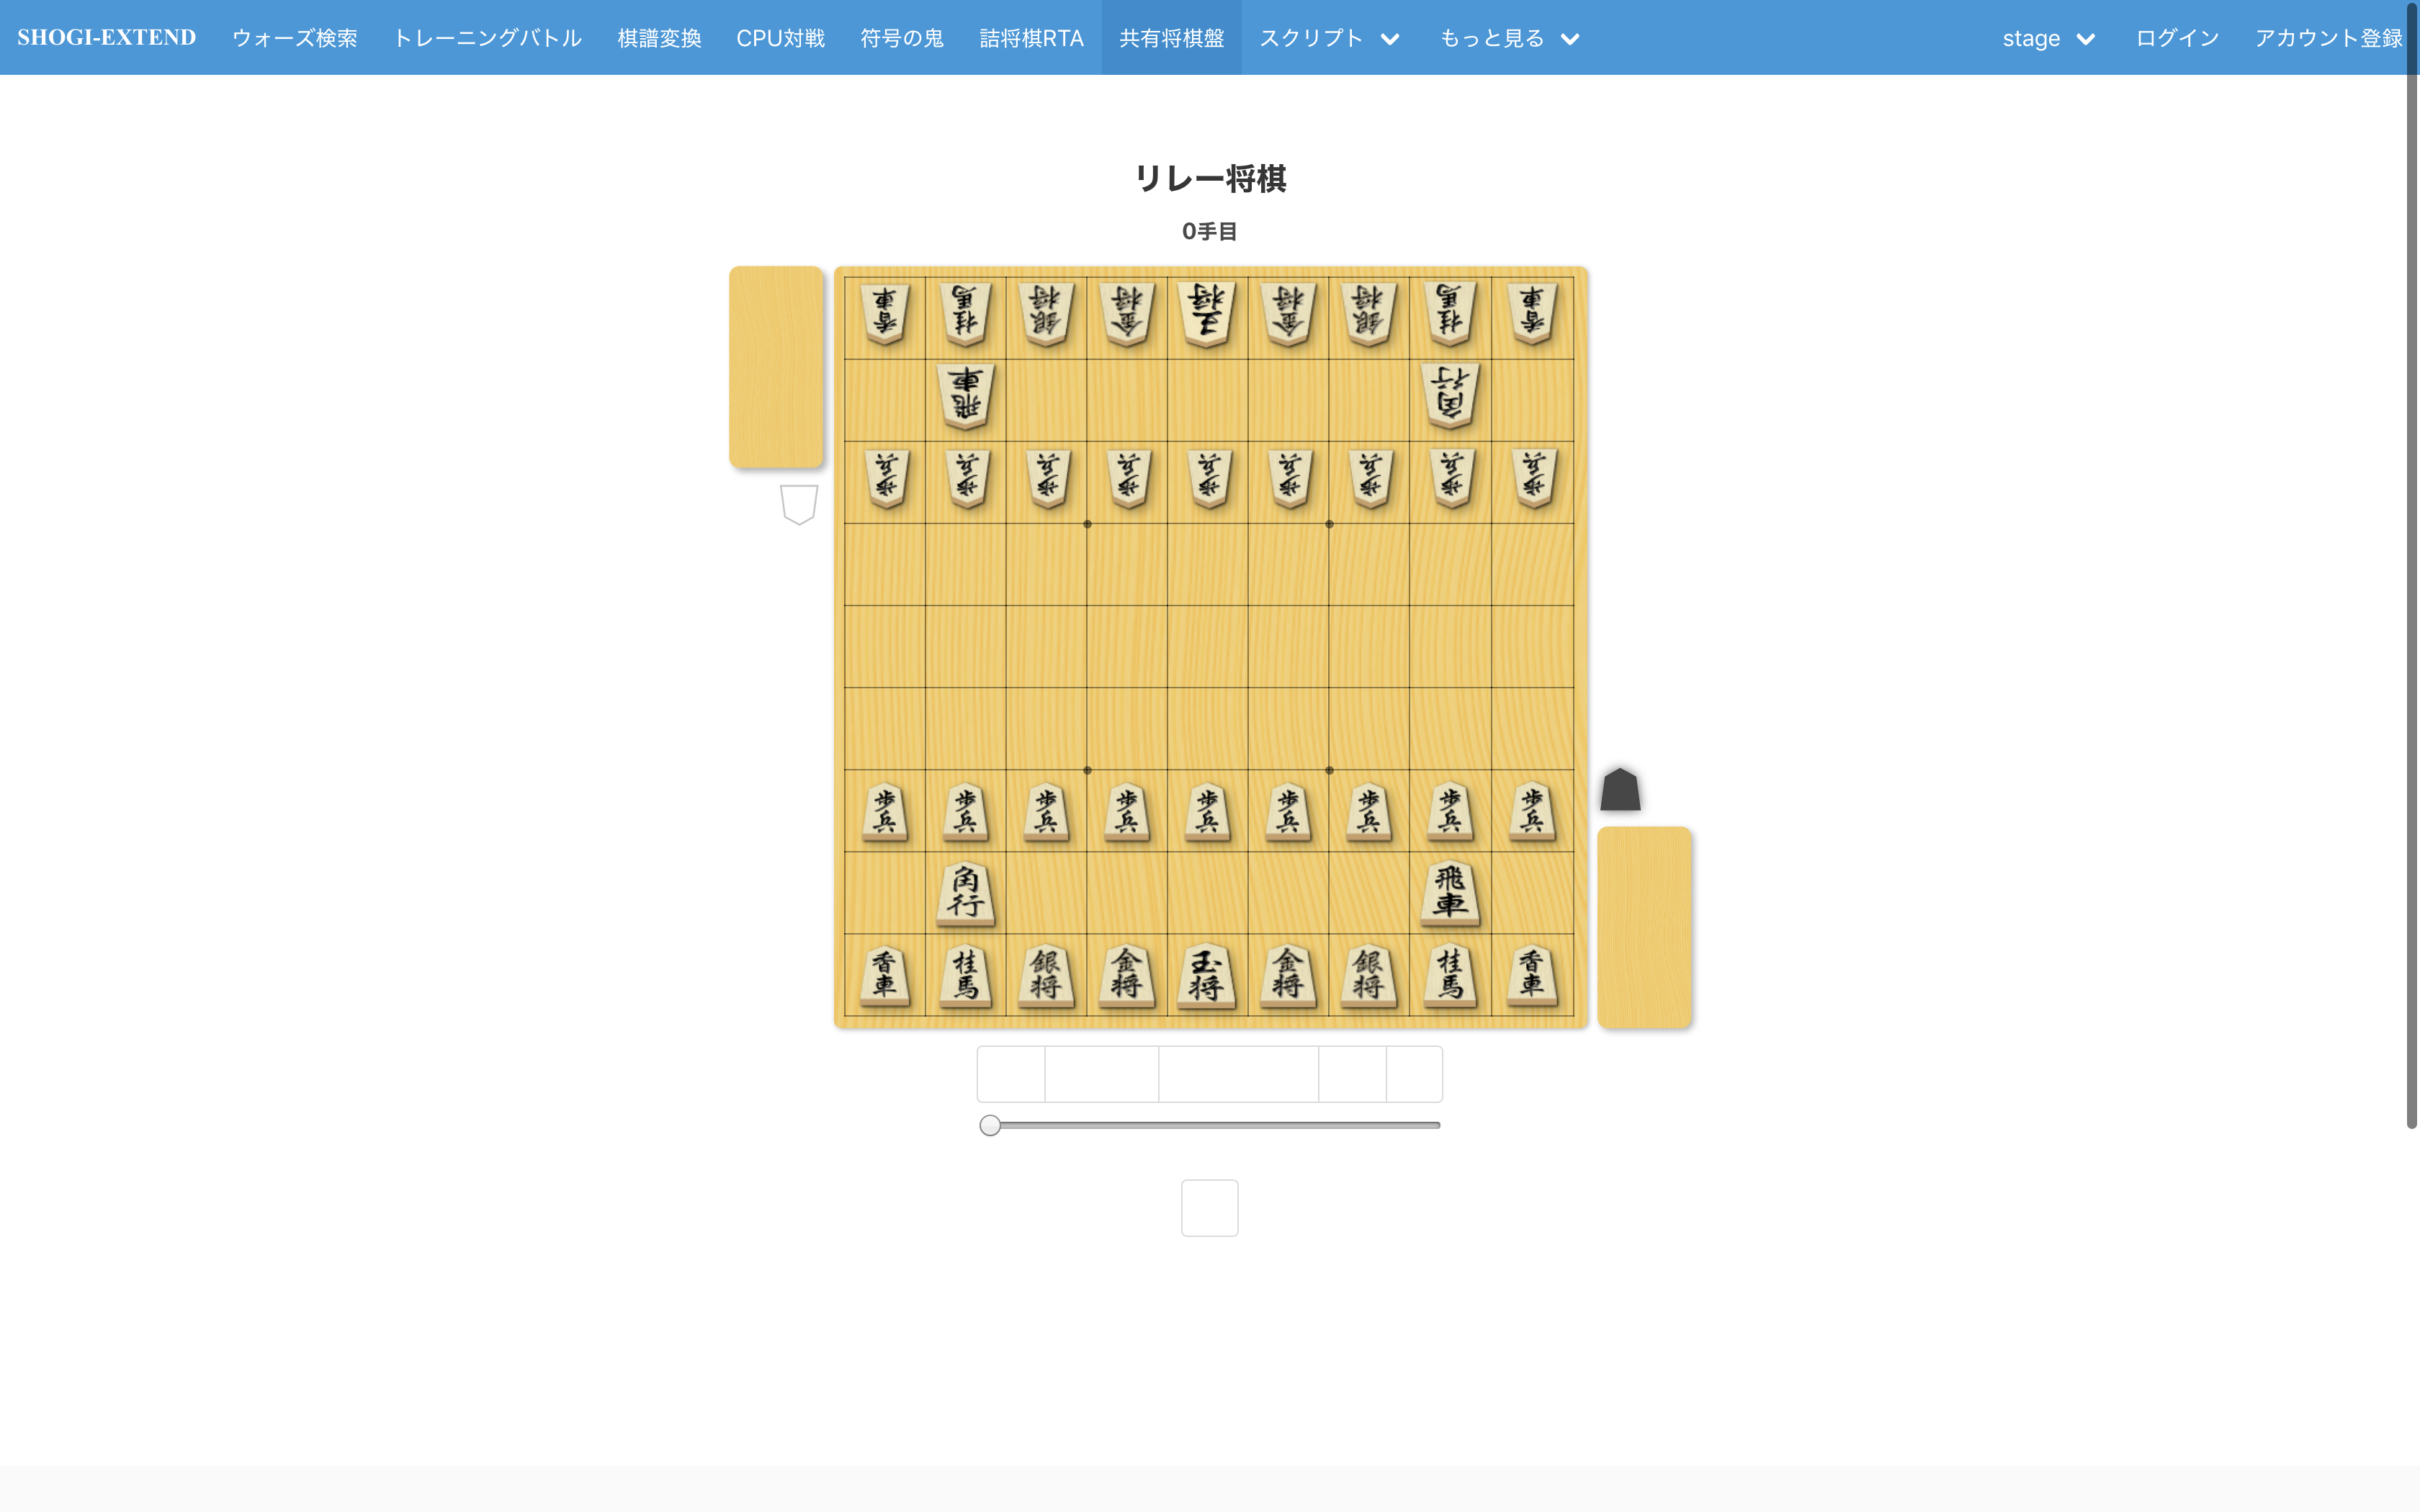 SHOGI-EXTEND ウォーズ検索 トレーニングバトル 棋譜変換 CPU対戦 符号の鬼 詰将棋RTA 共有将棋盤 スクリプト もっと見る stage ログイン アカウント登録
リレー将棋
0手目
香車 桂馬 銀将 金将 王将 金将 銀将 桂馬 香車
飛車 角行
歩兵 歩兵 歩兵 歩兵 歩兵 歩兵 歩兵 歩兵 歩兵
歩兵 歩兵 歩兵 歩兵 歩兵 歩兵 歩兵 歩兵 歩兵
角行 飛車
香車 桂馬 銀将 金将 玉将 金将 銀将 桂馬 香車